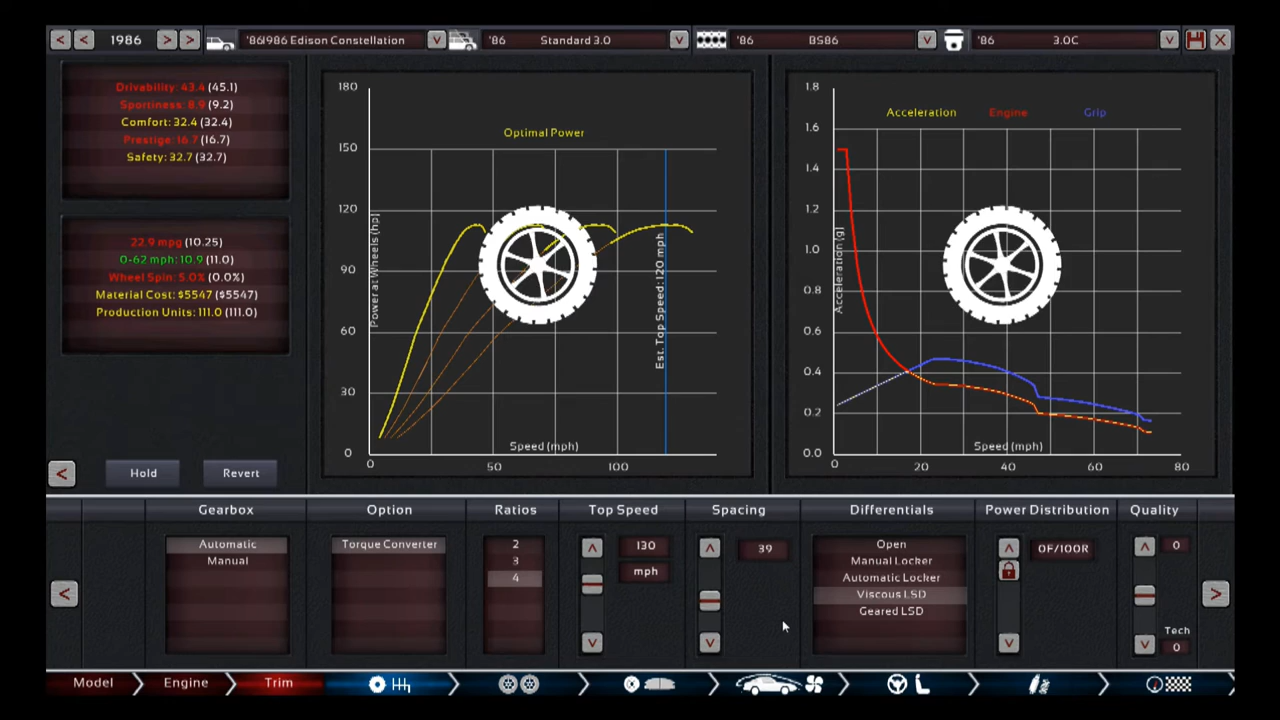 < < 1986 > > '86 1986 Edison Constellation v '86 Standard 3.0 v '86 BS86 v '86 3.0C v X
Drivability: 43.4 (45.1)
Sportiness: 8.9 (9.2)
Comfort: 32.4 (32.4)
Prestige: 16.7 (16.7)
Safety: 32.7 (32.7)
22.9 mpg (10.25)
0-62 mph: 10.9 (11.0)
Wheel Spin: 5.0% (0.0%)
Material Cost: $5547 ($5547)
Production Units: 111.0 (111.0)
< Hold Revert
180
150
120
90
60
30
0
Power at Wheels (hp)
Optimal Power
Est. Top Speed: 120 mph
Speed (mph)
0 50 100
1.8
1.6
1.4
1.2
1.0
0.8
0.6
0.4
0.2
0.0
Acceleration (g)
Acceleration Engine Grip
Speed (mph)
0 20 40 60 80
Gearbox Option Ratios Top Speed Spacing Differentials Power Distribution Quality
Automatic
Manual
Torque Converter
2
3
4
130
mph
39
Open
Manual Locker
Automatic Locker
Viscous LSD
Geared LSD
0F/100R
0
Tech
0
Model Engine Trim